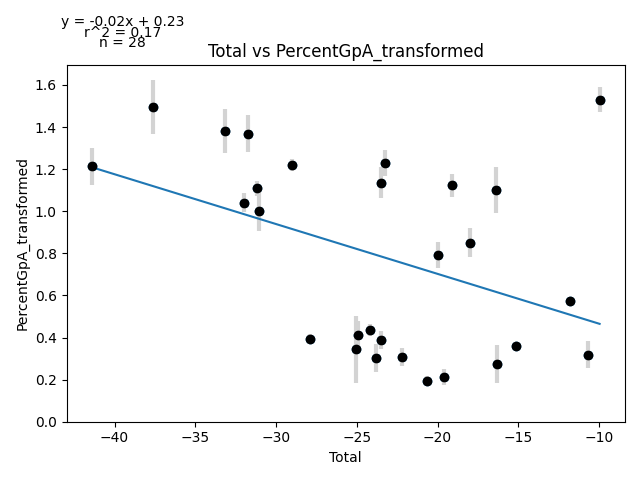 y = -0.02x + 0.23
r^2 = 0.17
n = 28
Total vs PercentGpA_transformed
PercentGpA_transformed
1.6
1.4
1.2
1.0
0.8
0.6
0.4
0.2
0.0
−40 −35 −30 −25 −20 −15 −10
Total